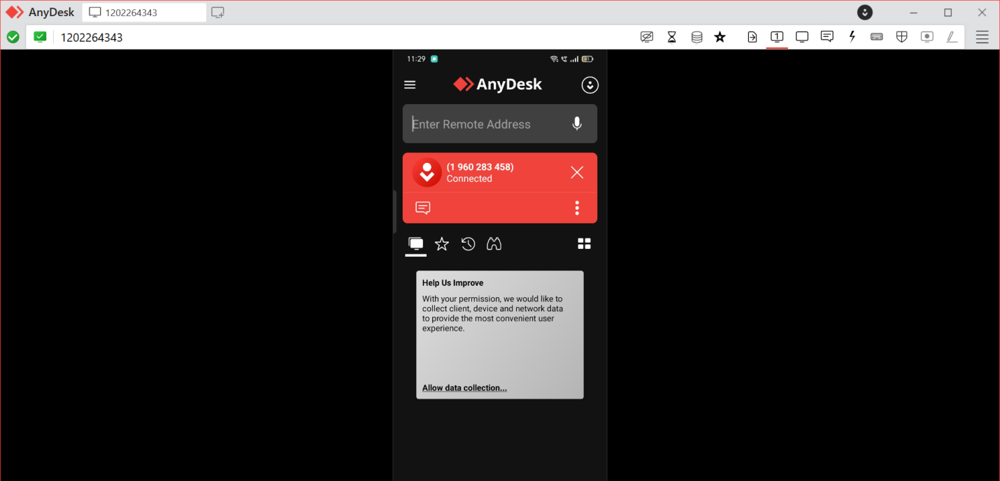 AnyDesk
1202264343
1202264343
1
11:29
AnyDesk
Enter Remote Address
(1 960 283 458)
Connected
Help Us Improve
With your permission, we would like to
collect client, device and network data
to provide the most convenient user
experience.
Allow data collection...